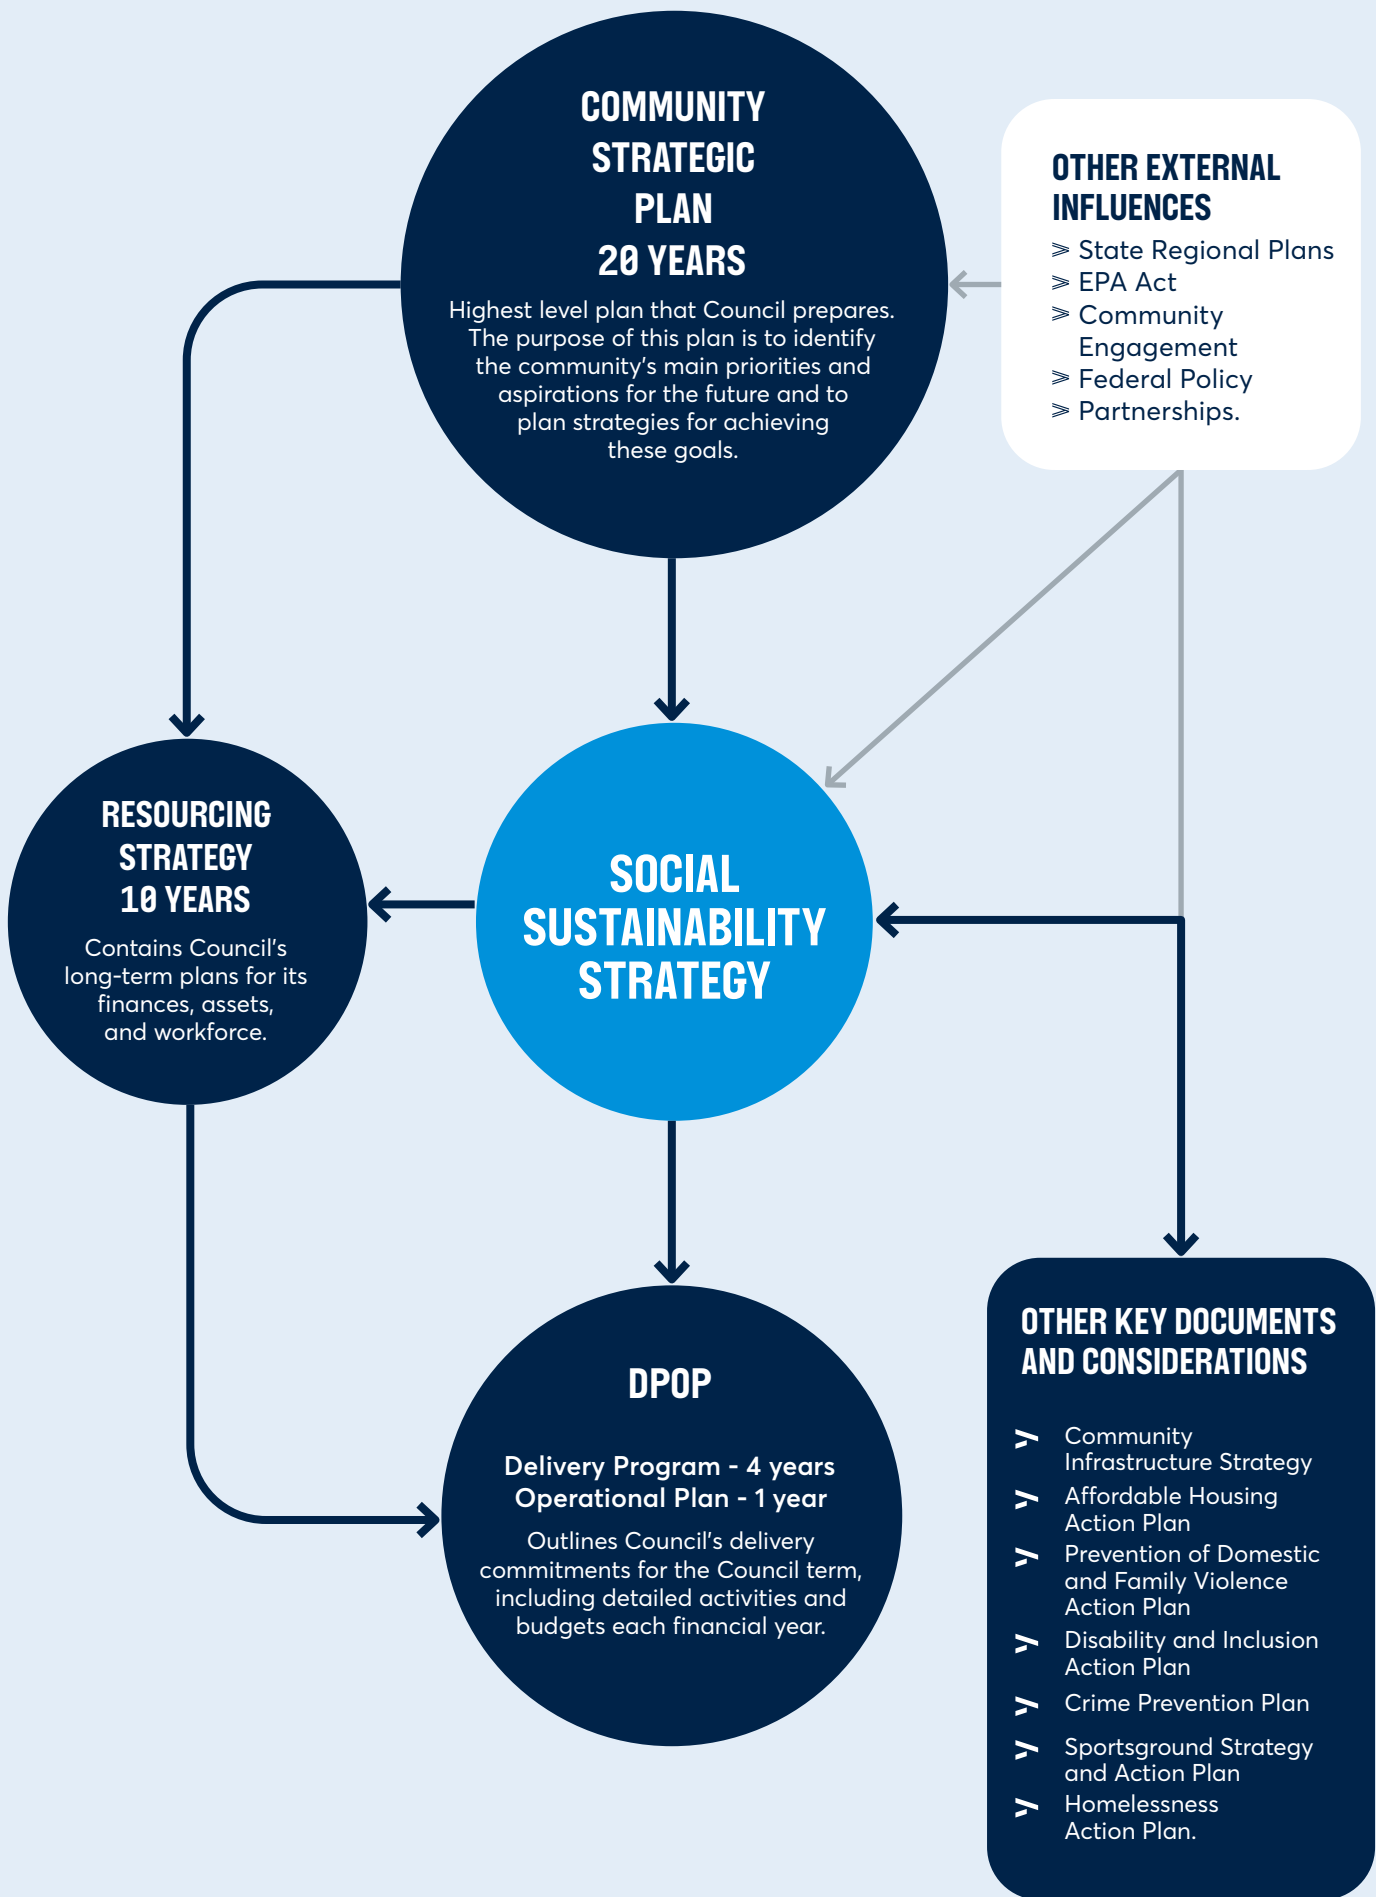 COMMUNITY
STRATEGIC
PLAN
20 YEARS
Highest level plan that Council prepares.
The purpose of this plan is to identify
the community's main priorities and
aspirations for the future and to
plan strategies for achieving
these goals.
OTHER EXTERNAL
INFLUENCES
State Regional Plans
EPA Act
Community
Engagement
Federal Policy
Partnerships.
RESOURCING
STRATEGY
10 YEARS
Contains Council's
long-term plans for its
finances, assets,
and workforce.
SOCIAL
SUSTAINABILITY
STRATEGY
DPOP
Delivery Program - 4 years
Operational Plan - 1 year
Outlines Council's delivery
commitments for the Council term,
including detailed activities and
budgets each financial year.
OTHER KEY DOCUMENTS
AND CONSIDERATIONS
Community
Infrastructure Strategy
Affordable Housing
Action Plan
Prevention of Domestic
and Family Violence
Action Plan
Disability and Inclusion
Action Plan
Crime Prevention Plan
Sportsground Strategy
and Action Plan
Homelessness
Action Plan.